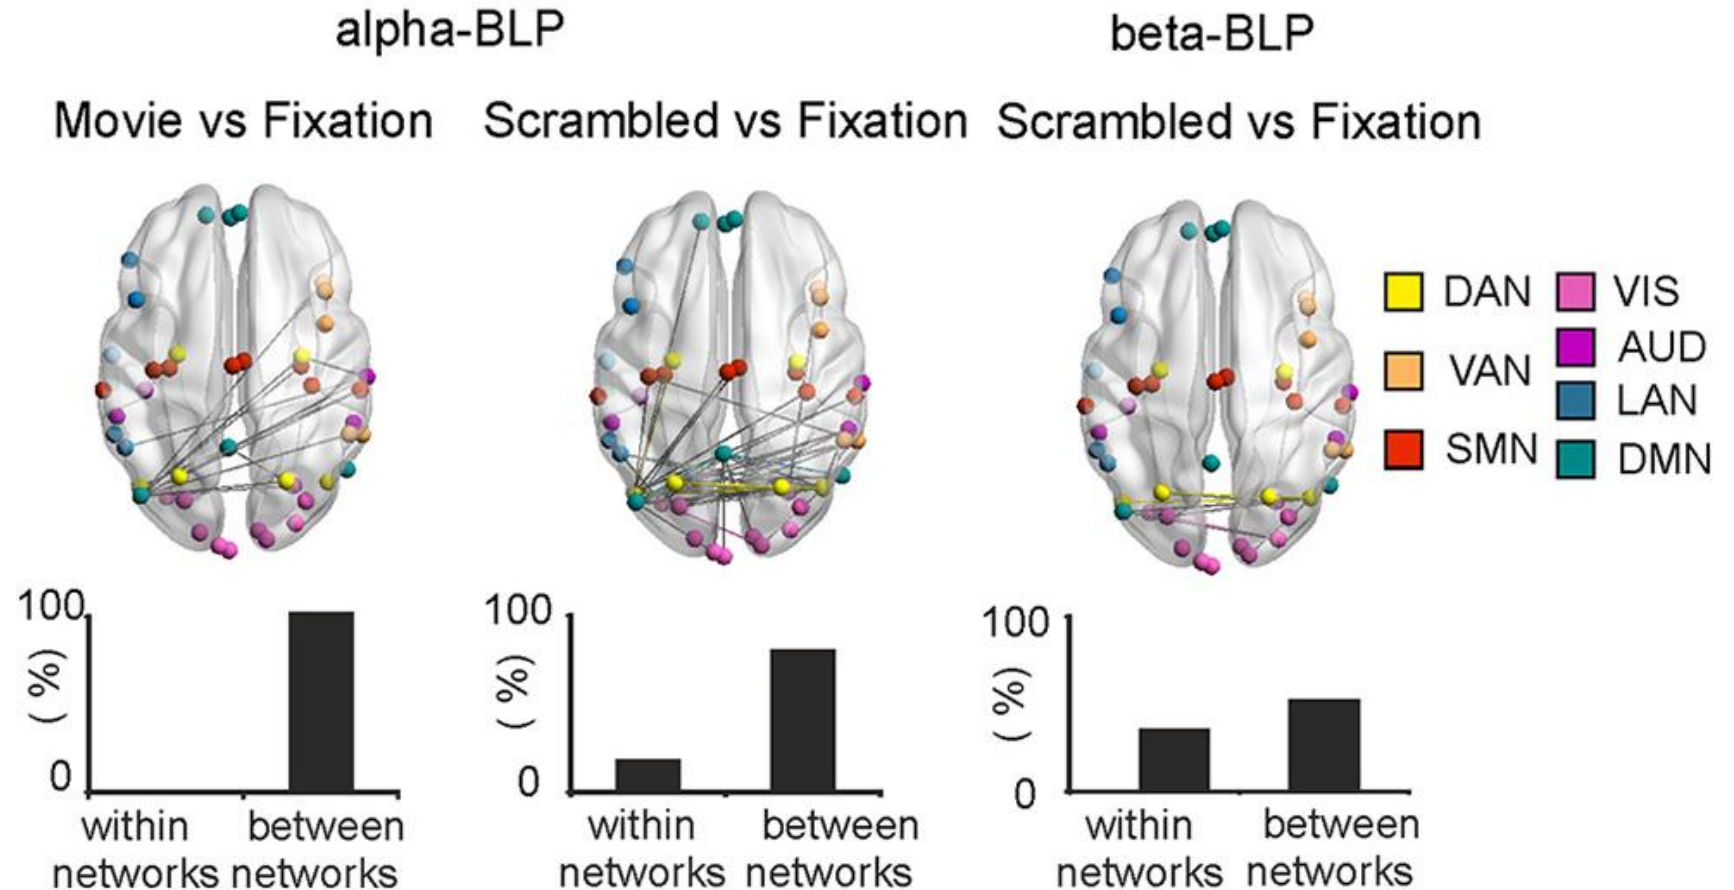 alpha-BLP
beta-BLP
Movie vs Fixation
Scrambled vs Fixation
Scrambled vs Fixation
DAN
VIS
VAN
AUD
SMN
LAN
DMN
100
(%)
0
within networks
between networks
100
(%)
0
within networks
between networks
100
(%)
0
within networks
between networks